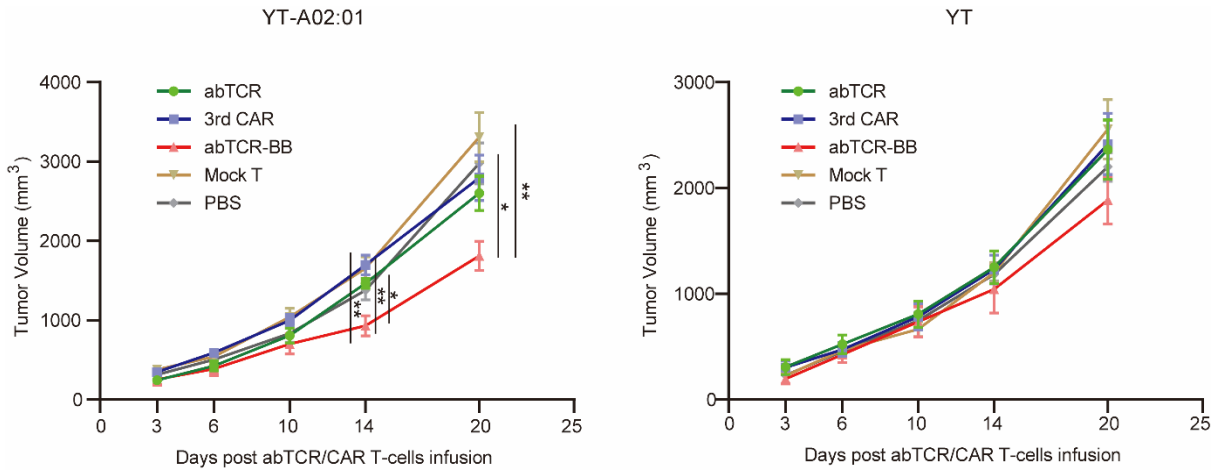 YT-A02:01
Tumor Volume (mm3)
4000
3000
2000
1000
0
abTCR
3rd CAR
abTCR-BB
Mock T
PBS
**
**
*
*
**
0 3 6 10 14 20 25
Days post abTCR/CAR T-cells infusion
YT
Tumor Volume (mm3)
3000
2000
1000
0
abTCR
3rd CAR
abTCR-BB
Mock T
PBS
0 3 6 10 14 20 25
Days post abTCR/CAR T-cells infusion